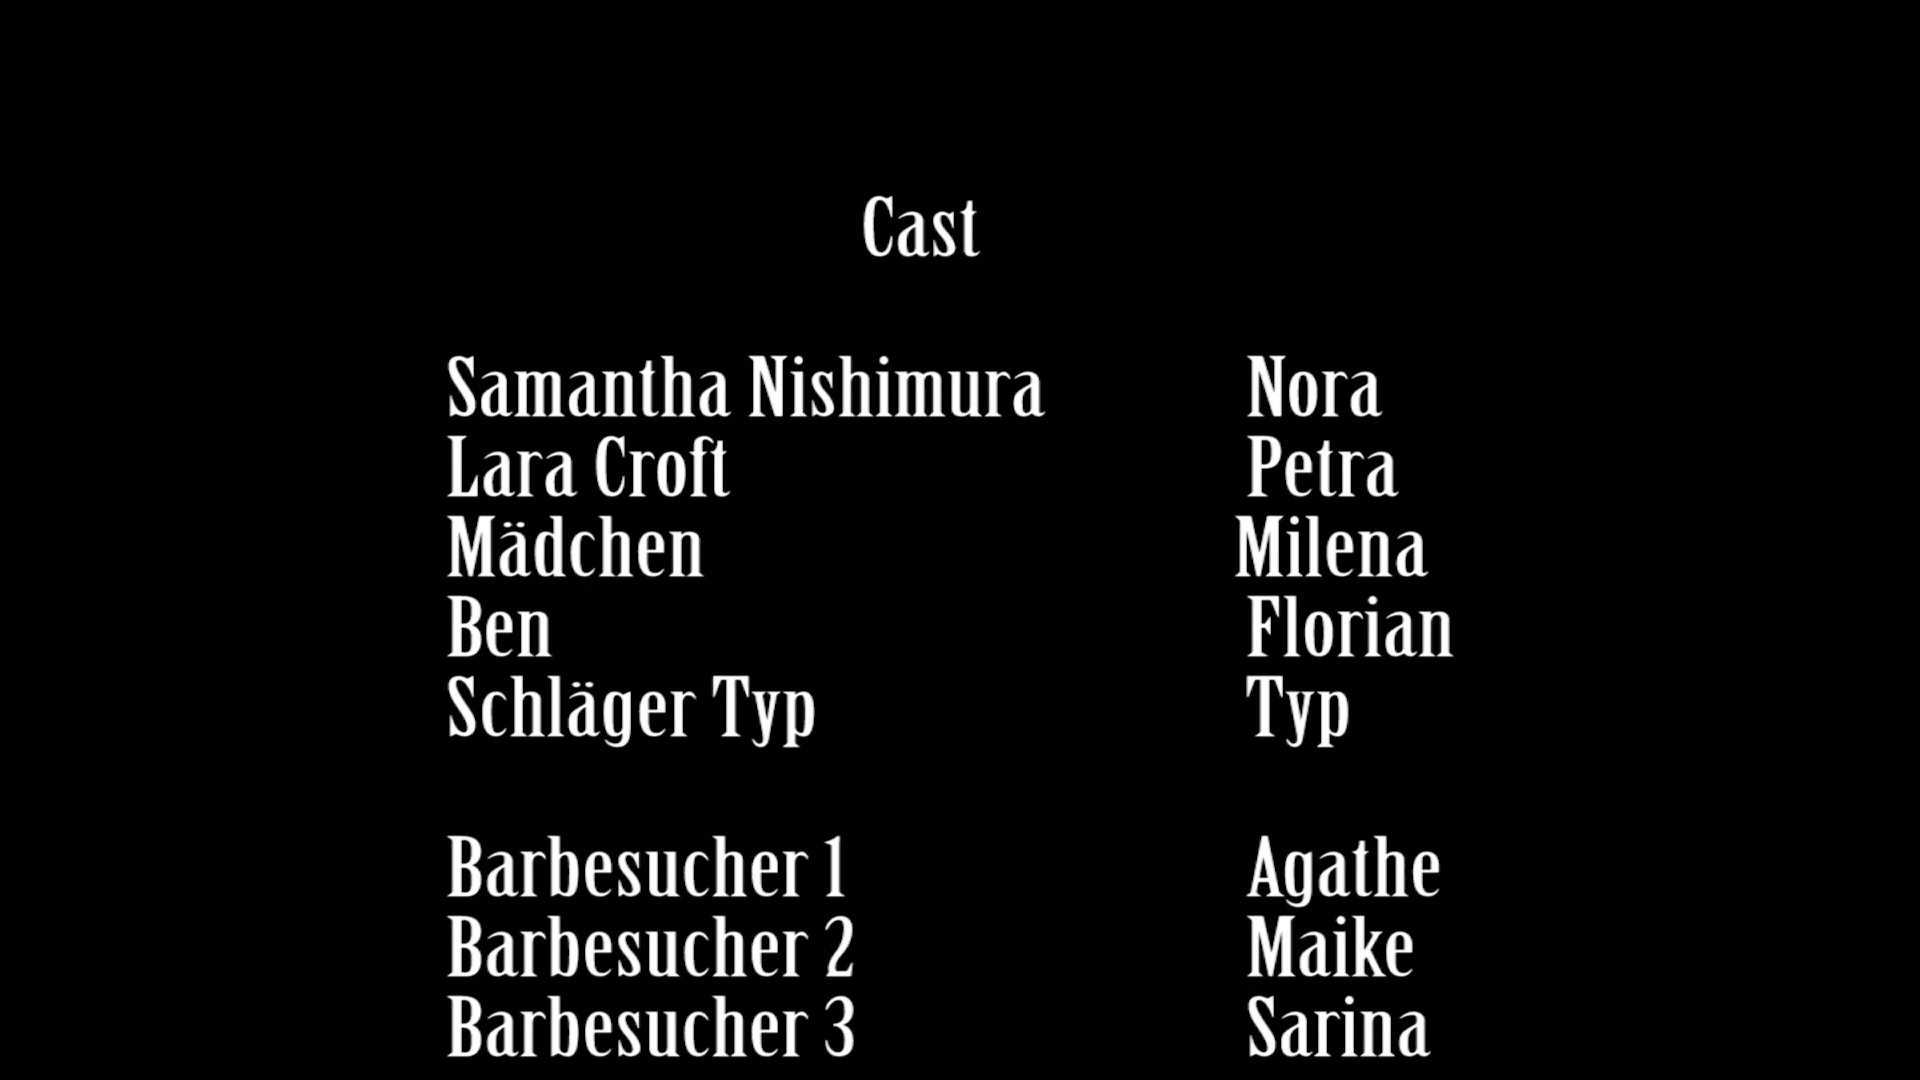 Cast
Samantha Nishimura Nora
Lara Croft Petra
Mädchen Milena
Ben Florian
Schläger Typ Typ
Barbesucher 1 Agathe
Barbesucher 2 Maike
Barbesucher 3 Sarina